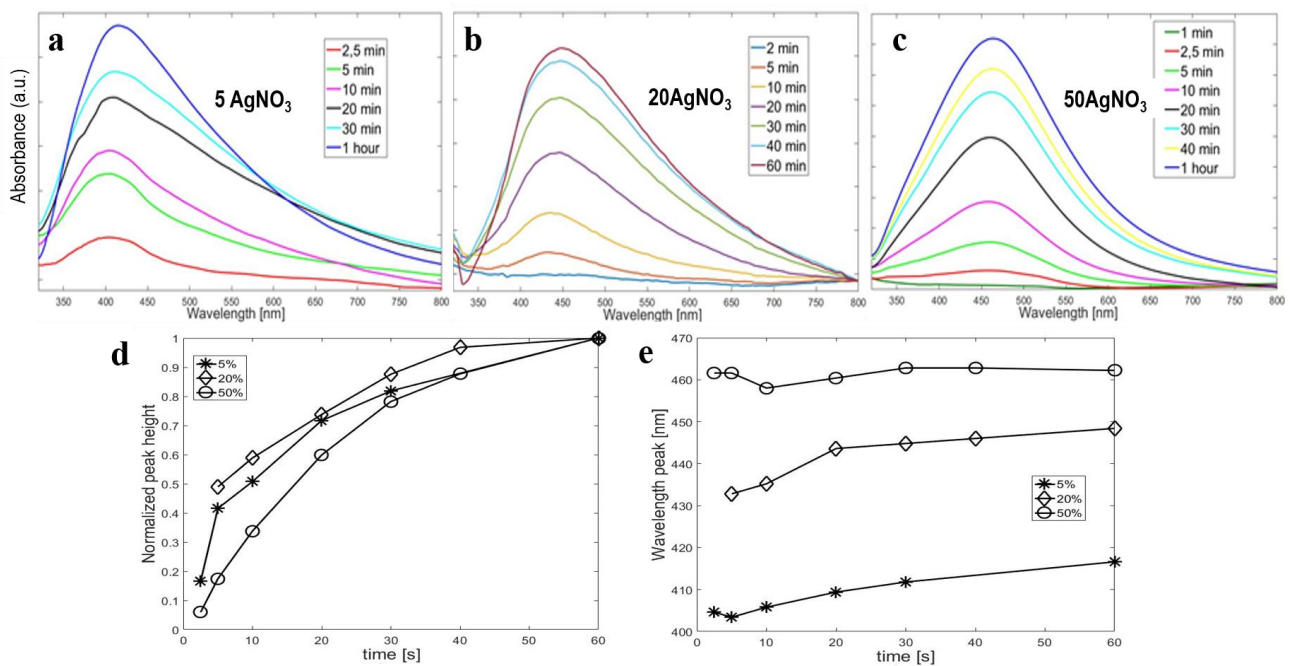 a
5 AgNO3
2,5 min
5 min
10 min
20 min
30 min
1 hour
Absorbance (a.u.)
350 400 450 500 550 600 650 700 750 800
Wavelength [nm]
b
20AgNO3
2 min
5 min
10 min
20 min
30 min
40 min
60 min
350 400 450 500 550 600 650 700 750 800
Wavelength [nm]
c
50AgNO3
1 min
2,5 min
5 min
10 min
20 min
30 min
40 min
1 hour
350 400 450 500 550 600 650 700 750 800
Wavelength [nm]
d
5%
20%
50%
Normalized peak height
1
0.9
0.8
0.7
0.6
0.5
0.4
0.3
0.2
0.1
0
0 10 20 30 40 50 60
time [s]
e
5%
20%
50%
Wavelength peak [nm]
470
460
450
440
430
420
410
400
0 10 20 30 40 50 60
time [s]